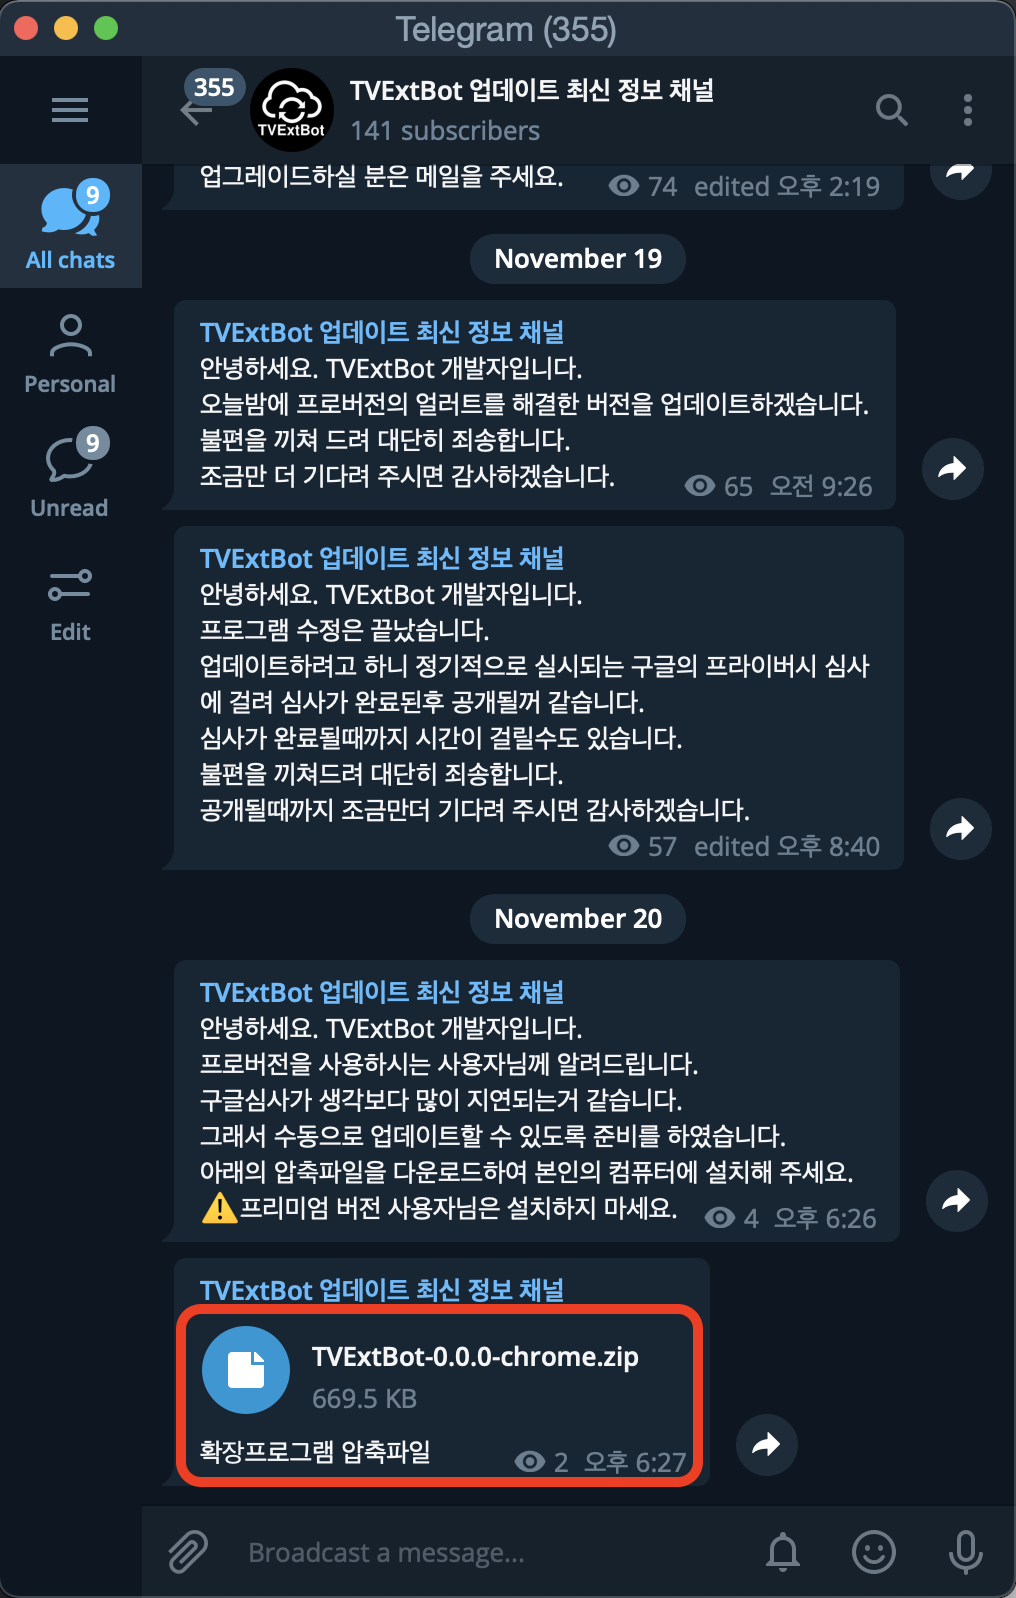 Telegram (355)
355
TVExtBot
TVExtBot 업데이트 최신 정보 채널
141 subscribers
9
All chats
Personal
9
Unread
Edit
업그레이드하실 분은 메일을 주세요.
74 edited 오후 2:19
November 19
TVExtBot 업데이트 최신 정보 채널
안녕하세요. TVExtBot 개발자입니다.
오늘밤에 프로버전의 얼러트를 해결한 버전을 업데이트하겠습니다.
불편을 끼쳐 드려 대단히 죄송합니다.
조금만 더 기다려 주시면 감사하겠습니다.
65 오전 9:26
TVExtBot 업데이트 최신 정보 채널
안녕하세요. TVExtBot 개발자입니다.
프로그램 수정은 끝났습니다.
업데이트하려고 하니 정기적으로 실시되는 구글의 프라이버시 심사
에 걸려 심사가 완료된후 공개될꺼 같습니다.
심사가 완료될때까지 시간이 걸릴수도 있습니다.
불편을 끼쳐드려 대단히 죄송합니다.
공개될때까지 조금만더 기다려 주시면 감사하겠습니다.
57 edited 오후 8:40
November 20
TVExtBot 업데이트 최신 정보 채널
안녕하세요. TVExtBot 개발자입니다.
프로버전을 사용하시는 사용자님께 알려드립니다.
구글심사가 생각보다 많이 지연되는거 같습니다.
그래서 수동으로 업데이트할 수 있도록 준비를 하였습니다.
아래의 압축파일을 다운로드하여 본인의 컴퓨터에 설치해 주세요.
⚠️프리미엄 버전 사용자님은 설치하지 마세요.
4 오후 6:26
TVExtBot 업데이트 최신 정보 채널
TVExtBot-0.0.0-chrome.zip
669.5 KB
확장프로그램 압축파일
2 오후 6:27
Broadcast a message...